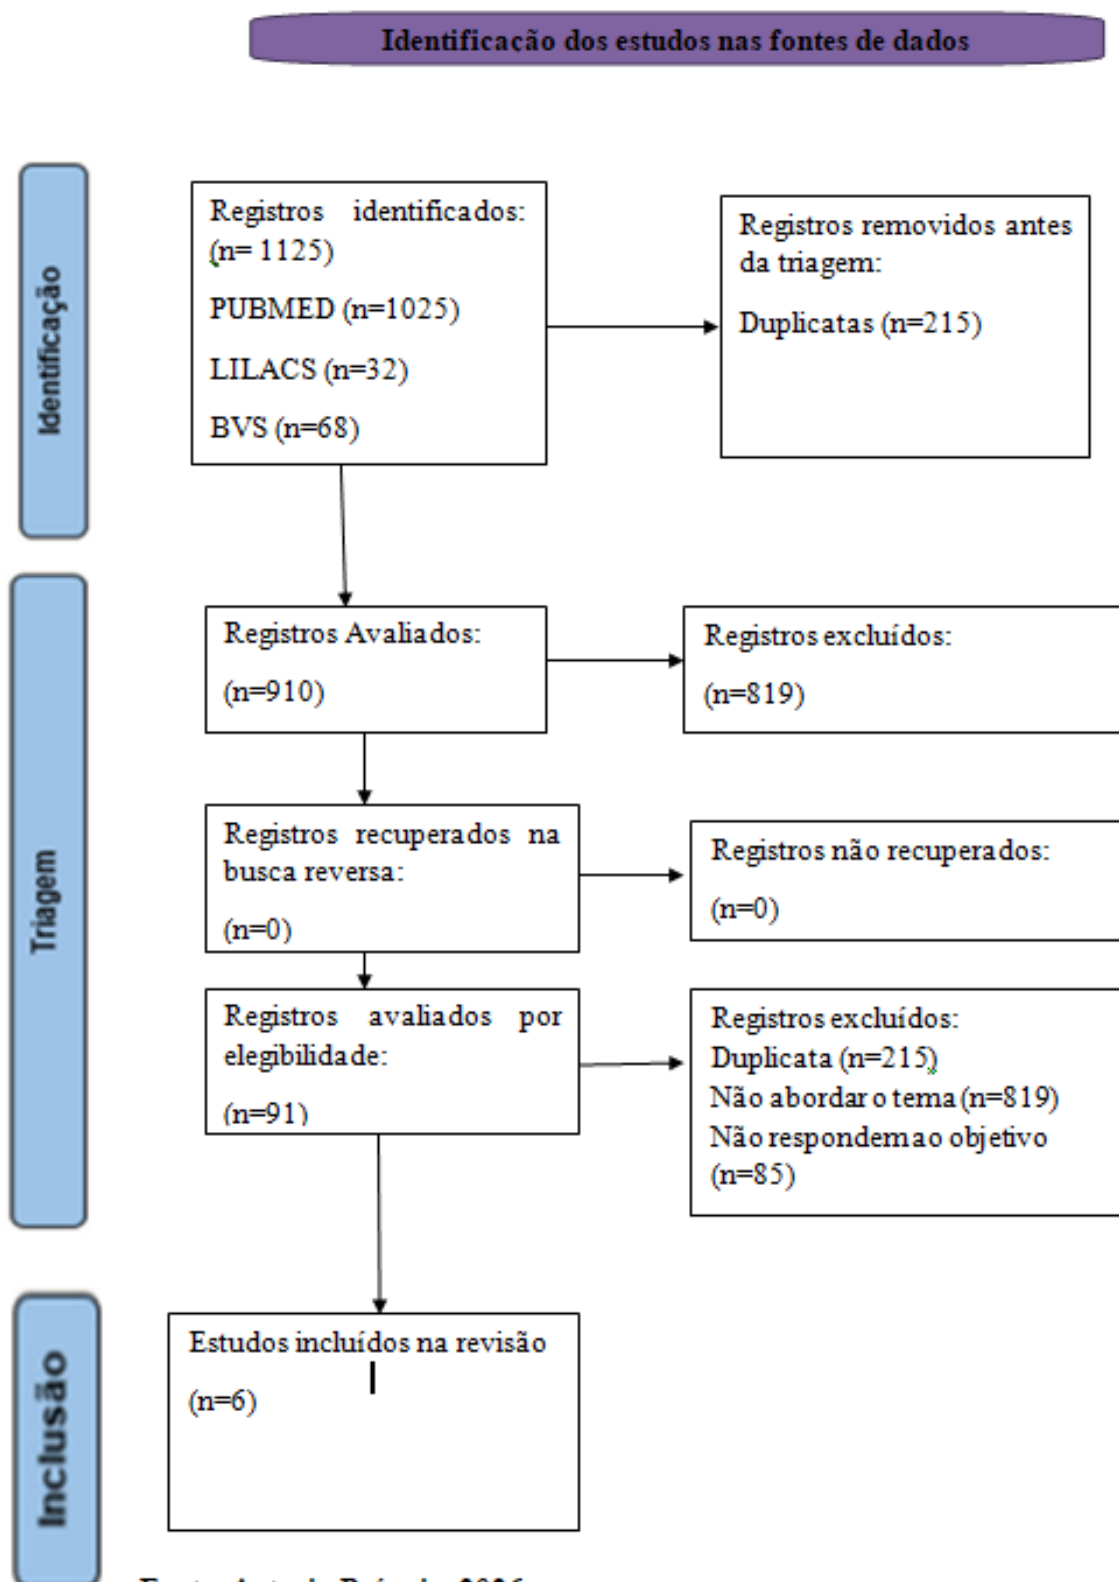 Identificação dos estudos nas fontes de dados
Identificação
Registros identificados:
(n= 1125)
PUBMED (n=1025)
LILACS (n=32)
BVS (n=68)
Registros removidos antes
da triagem:
Duplicatas (n=215)
Triagem
Registros Avaliados:
(n=910)
Registros excluídos:
(n=819)
Registros recuperados na
busca reversa:
(n=0)
Registros não recuperados:
(n=0)
Registros avaliados por
elegibilidade:
(n=91)
Registros excluídos:
Duplicata (n=215)
Não abordar o tema (n=819)
Não respondem ao objetivo
(n=85)
Inclusão
Estudos incluídos na revisão
(n=6)